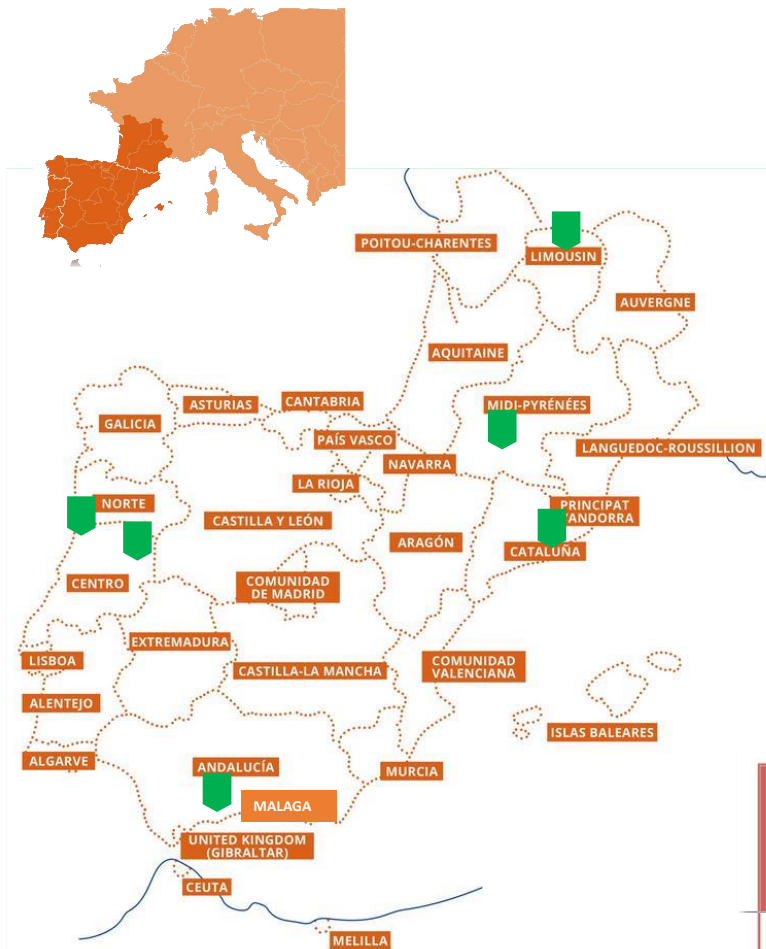 POITOU-CHARENTES
LIMOUSIN
AUVERGNE
AQUITAINE
ASTURIAS
CANTABRIA
MIDI-PYRÉNÉES
GALICIA
PAÍS VASCO
LANGUEDOC-ROUSSILLION
NAVARRA
LA RIOJA
NORTE
PRINCIPAT
ANDORRA
CASTILLA Y LEÓN
ARAGÓN
CATALUÑA
CENTRO
COMUNIDAD
DE MADRID
EXTREMADURA
LISBOA
CASTILLA-LA MANCHA
COMUNIDAD
VALENCIANA
ALENTEJO
ISLAS BALEARES
ALGARVE
ANDALUCÍA
MURCIA
MALAGA
UNITED KINGDOM
(GIBRALTAR)
CEUTA
MELILLA